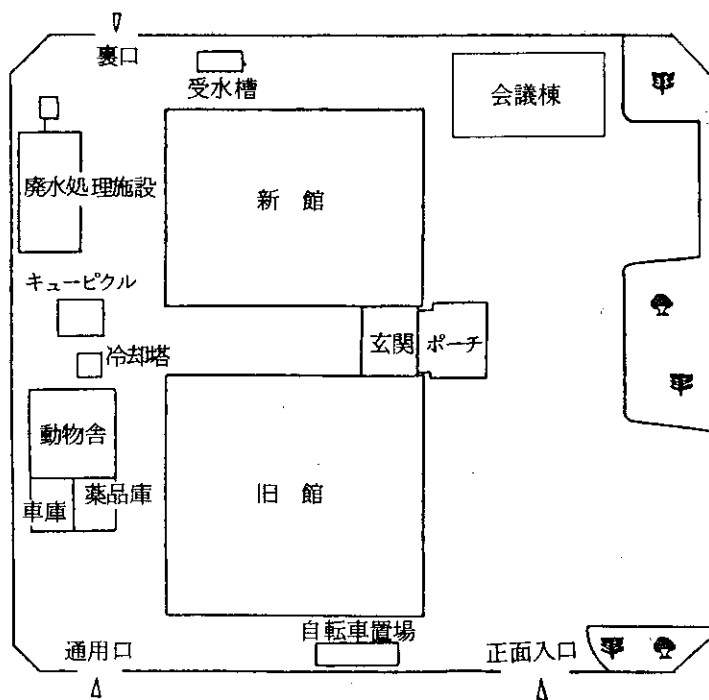 裏口
受水槽
会議棟
廃水処理施設
新館
キュービクル
玄関
ポーチ
冷却塔
動物舎
薬品庫
車庫
旧館
自転車置場
通用口
正面入口